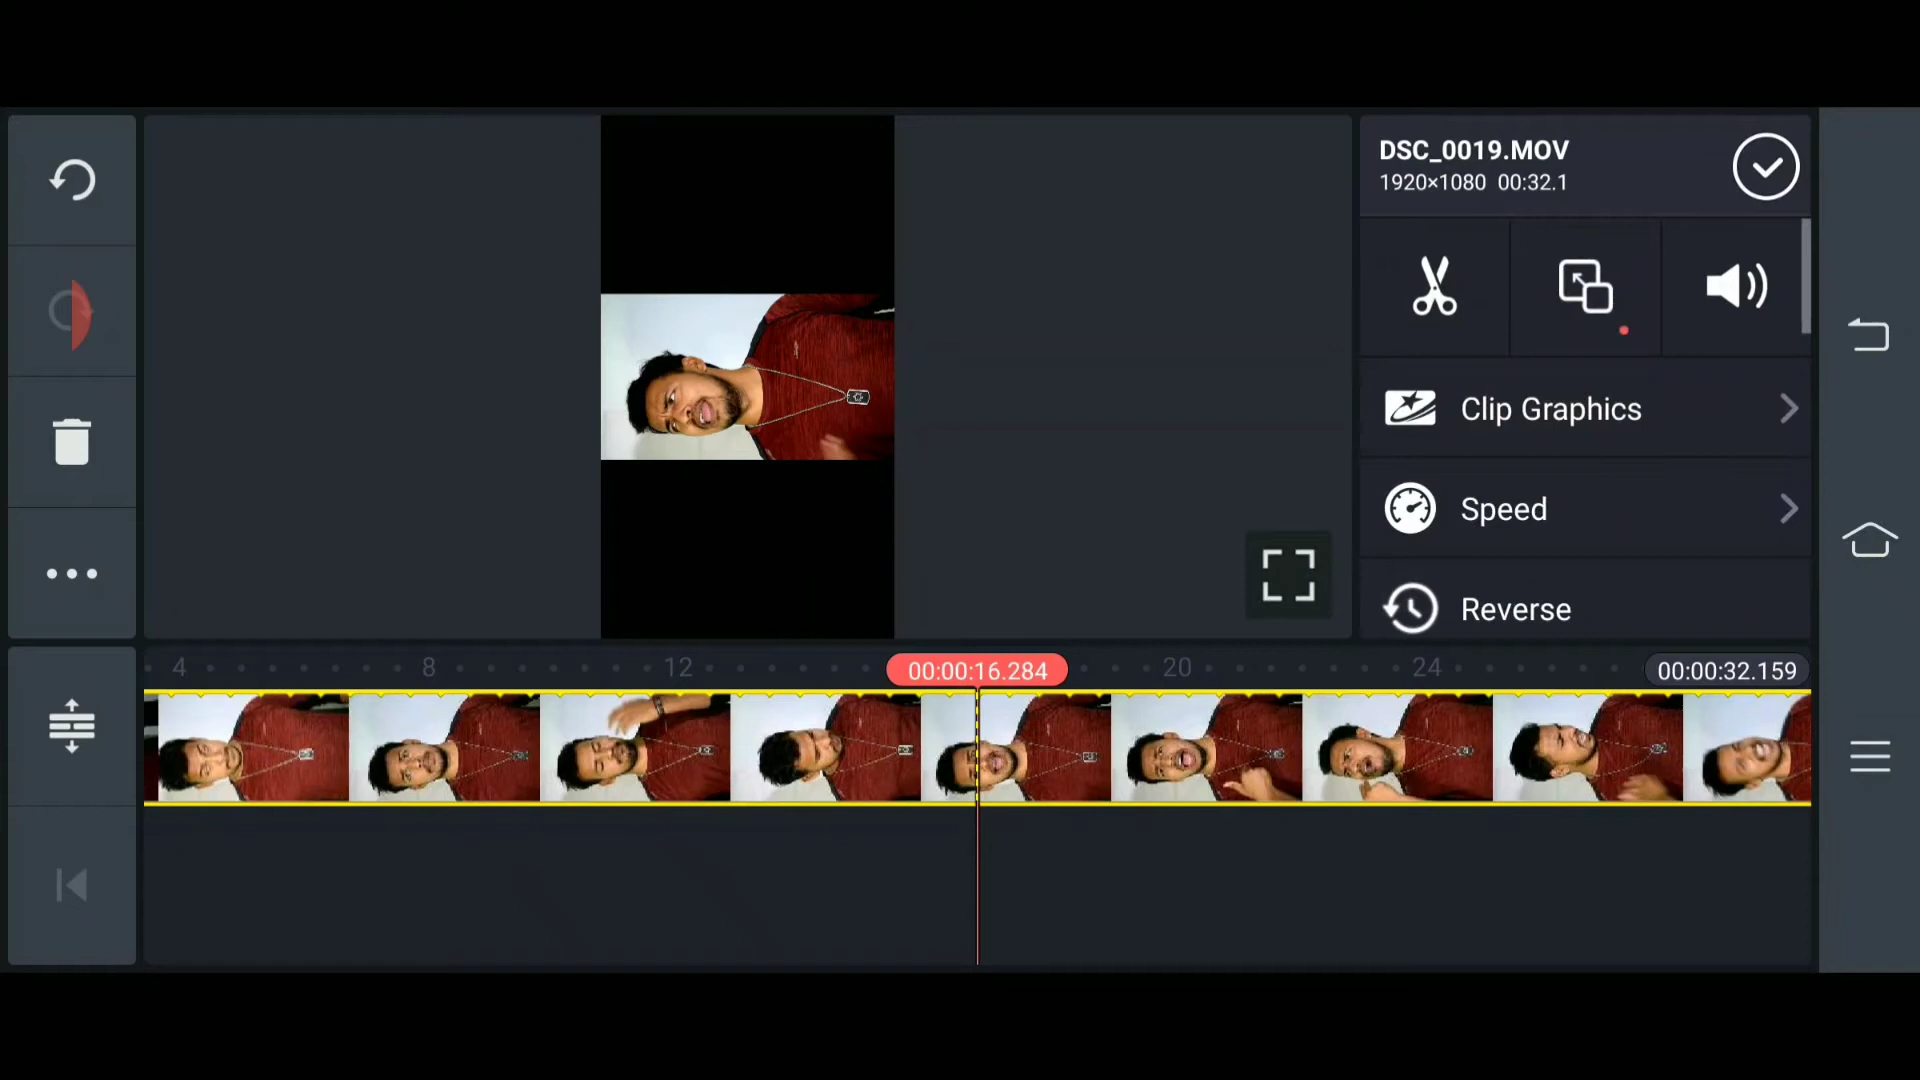 DSC_0019.MOV
1920×1080 00:32.1
Clip Graphics
Speed
Reverse
4 8 12 00:00:16.284 20 24 00:00:32.159